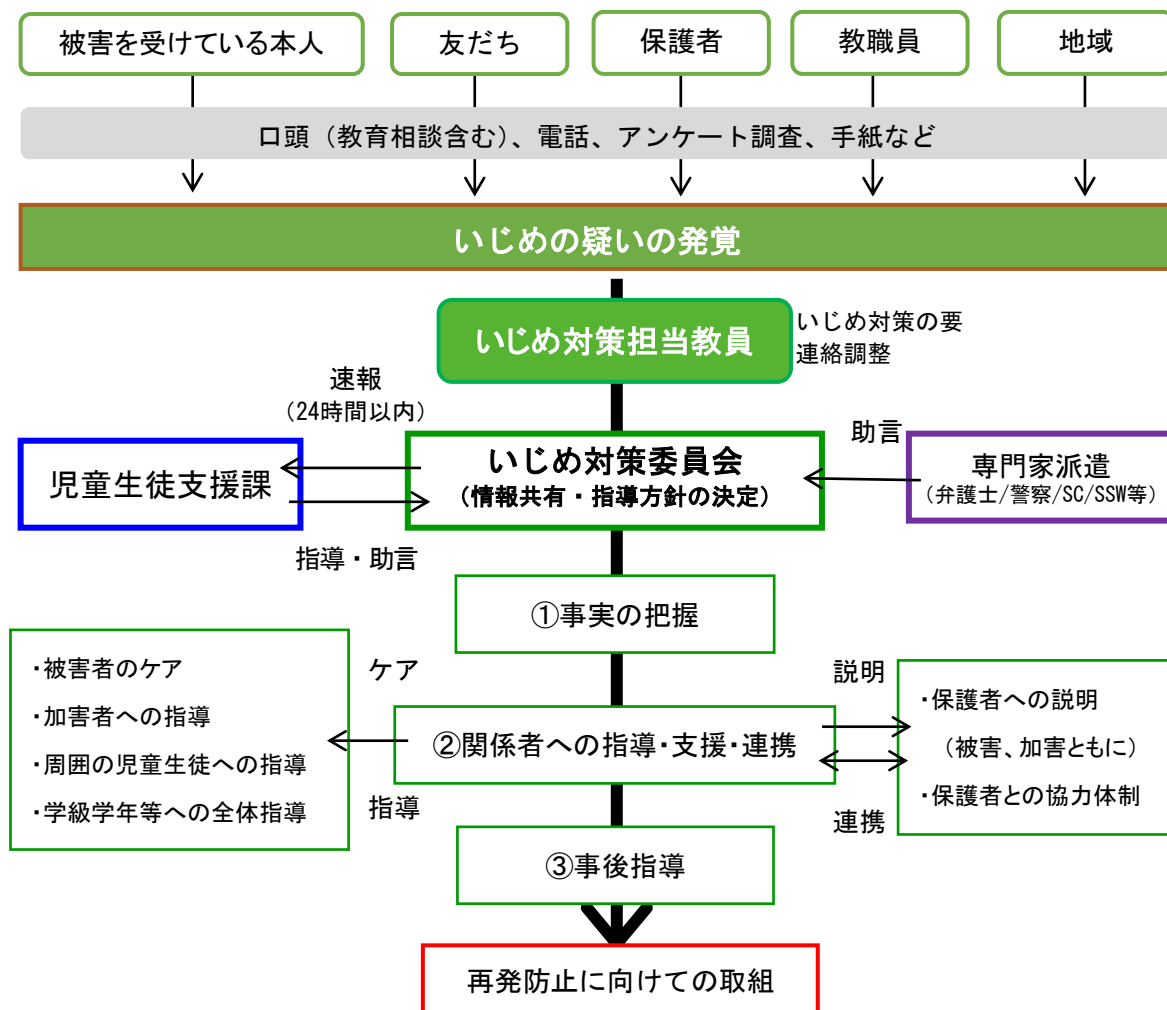 被害を受けている本人
友だち
保護者
教職員
地域
口頭（教育相談含む）、電話、アンケート調査、手紙など
いじめの疑いの発覚
いじめ対策担当教員
いじめ対策の要
連絡調整
速報
（24時間以内）
児童生徒支援課
いじめ対策委員会
（情報共有・指導方針の決定）
助言
専門家派遣
（弁護士/警察/SC/SSW等）
指導・助言
①事実の把握
・被害者のケア
・加害者への指導
・周囲の児童生徒への指導
・学級学年等への全体指導
ケア
指導
②関係者への指導・支援・連携
説明
連携
・保護者への説明
（被害、加害ともに）
・保護者との協力体制
③事後指導
再発防止に向けての取組